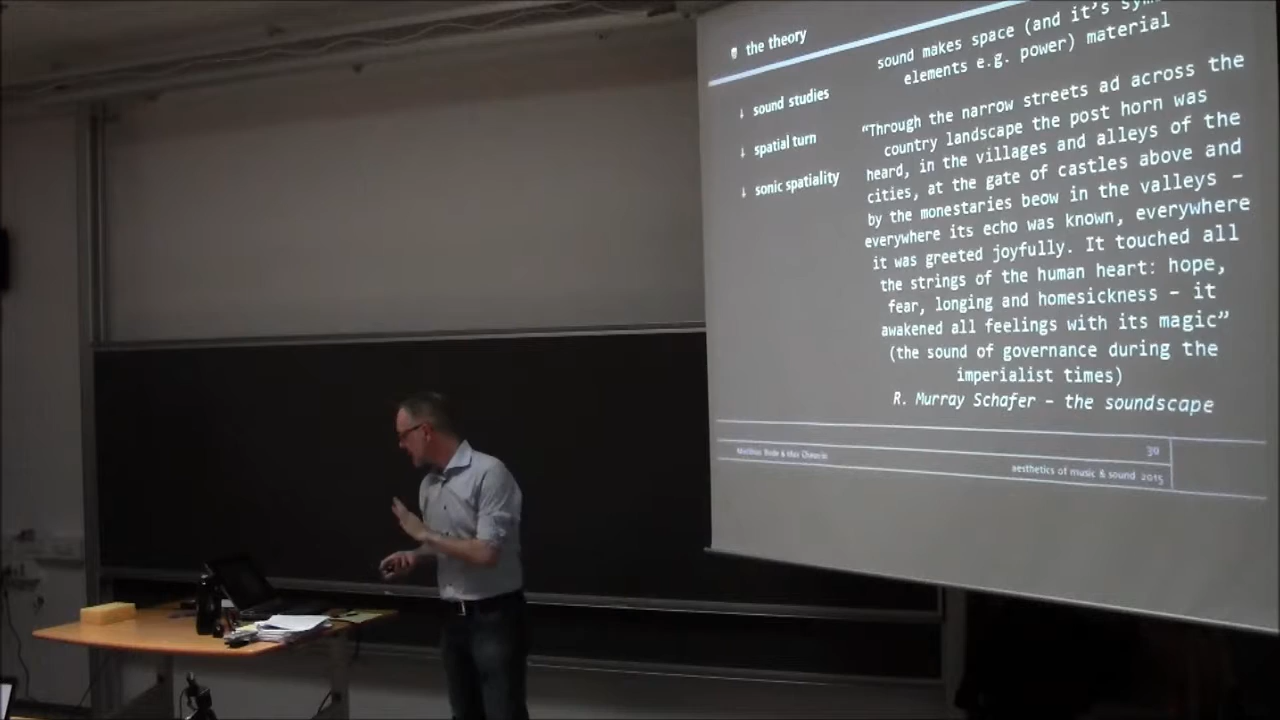 the theory
sound studies
spatial turn
sonic spatiality
sound makes space (and it's
elements e.g. power) material
"Through the narrow streets ad across the
country landscape the post horn was
heard, in the villages and alleys of the
cities, at the gate of castles above and
by the monestaries beow in the valleys –
everywhere its echo was known, everywhere
it was greeted joyfully. It touched all
the strings of the human heart: hope,
fear, longing and homesickness – it
awakened all feelings with its magic"
(the sound of governance during the
imperialist times)
R. Murray Schafer – the soundscape
30
aesthetics of music & sound 2015